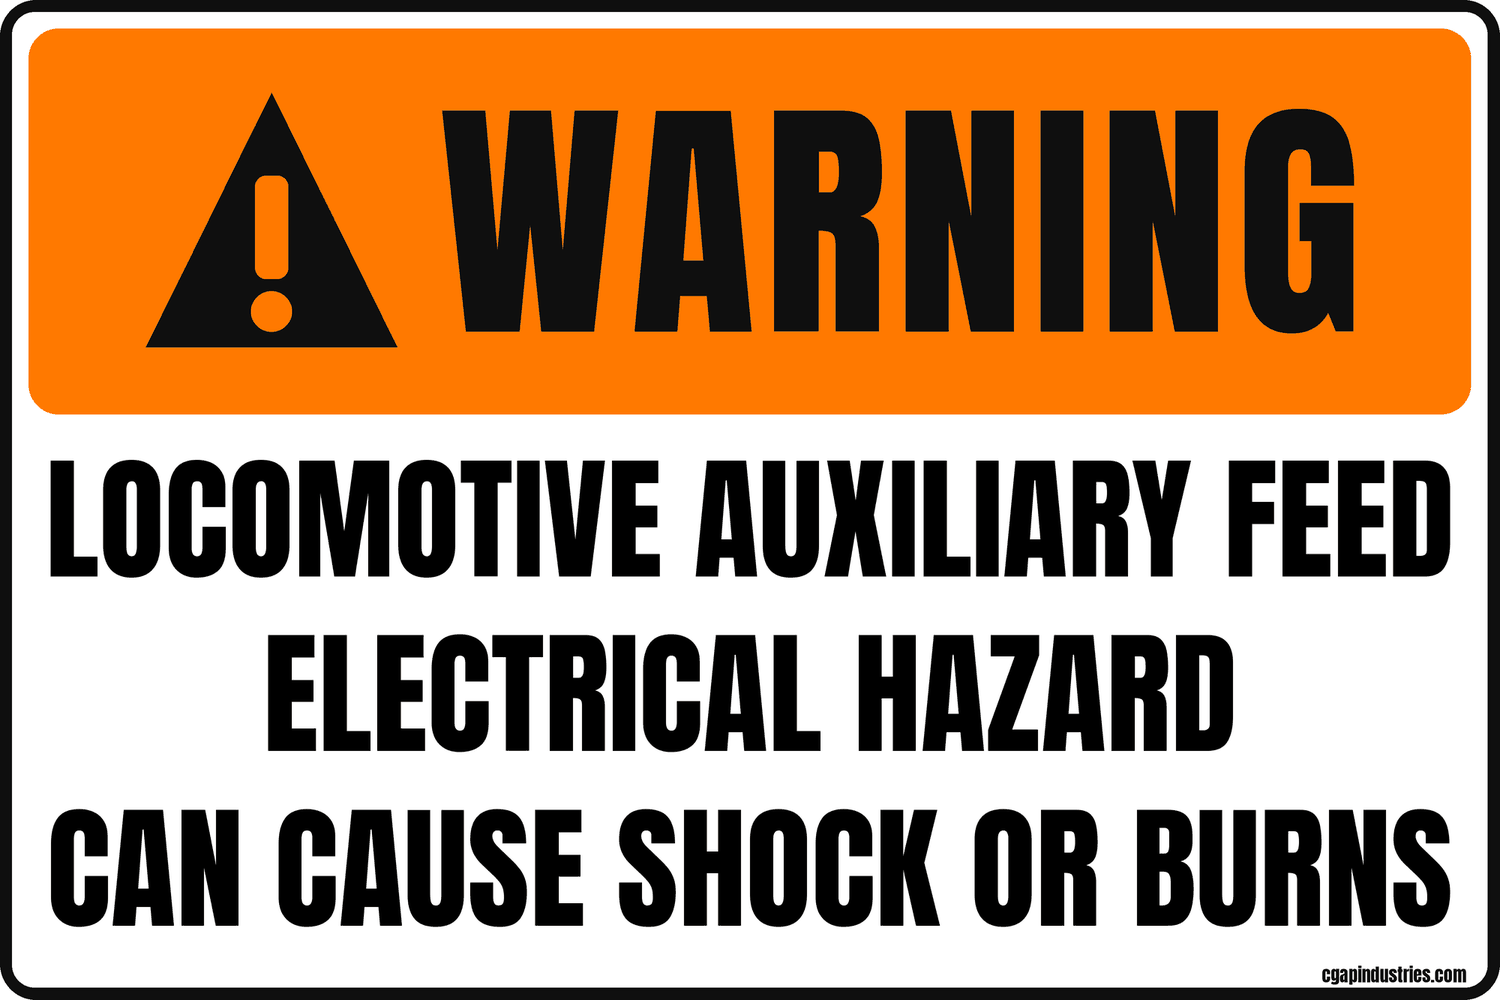 WARNING
LOCOMOTIVE AUXILIARY FEED
ELECTRICAL HAZARD
CAN CAUSE SHOCK OR BURNS
cgapindustries.com